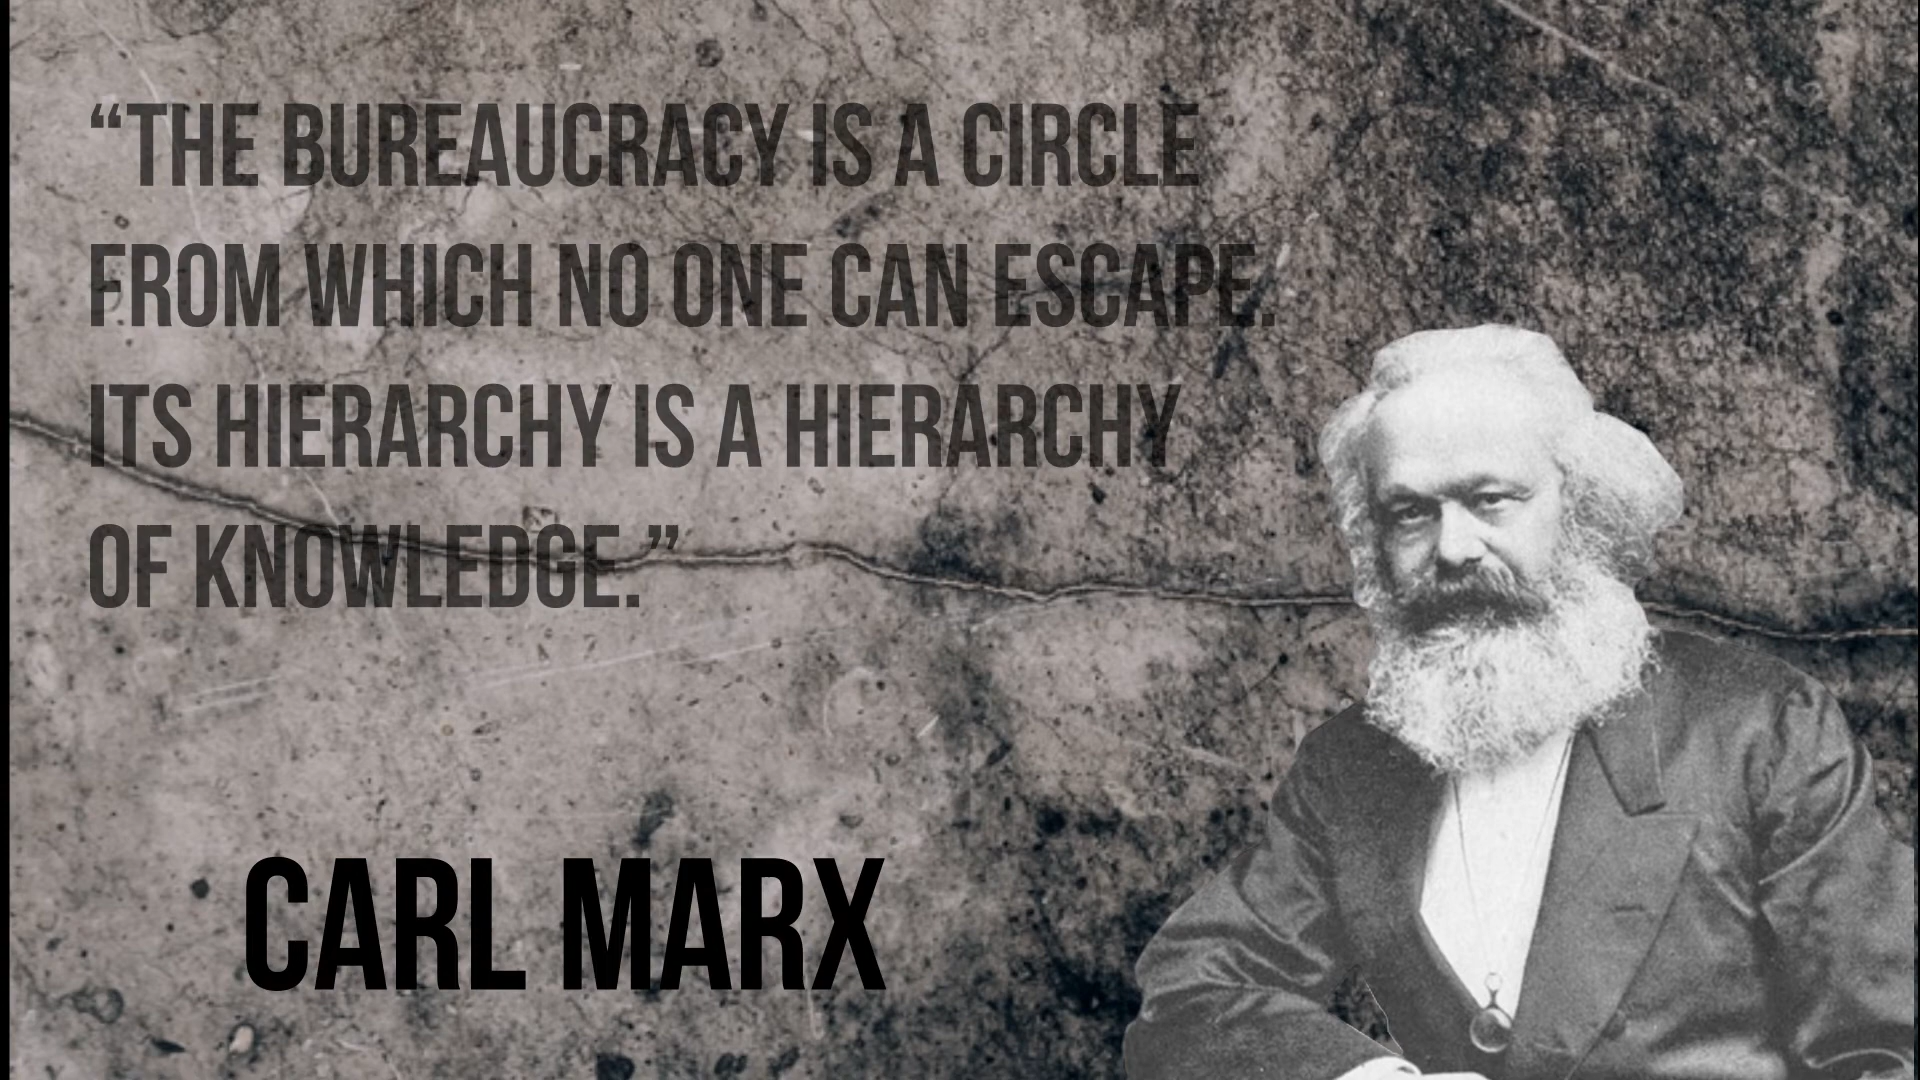 “THE BUREAUCRACY IS A CIRCLE
FROM WHICH NO ONE CAN ESCAPE.
ITS HIERARCHY IS A HIERARCHY
OF KNOWLEDGE.”
CARL MARX